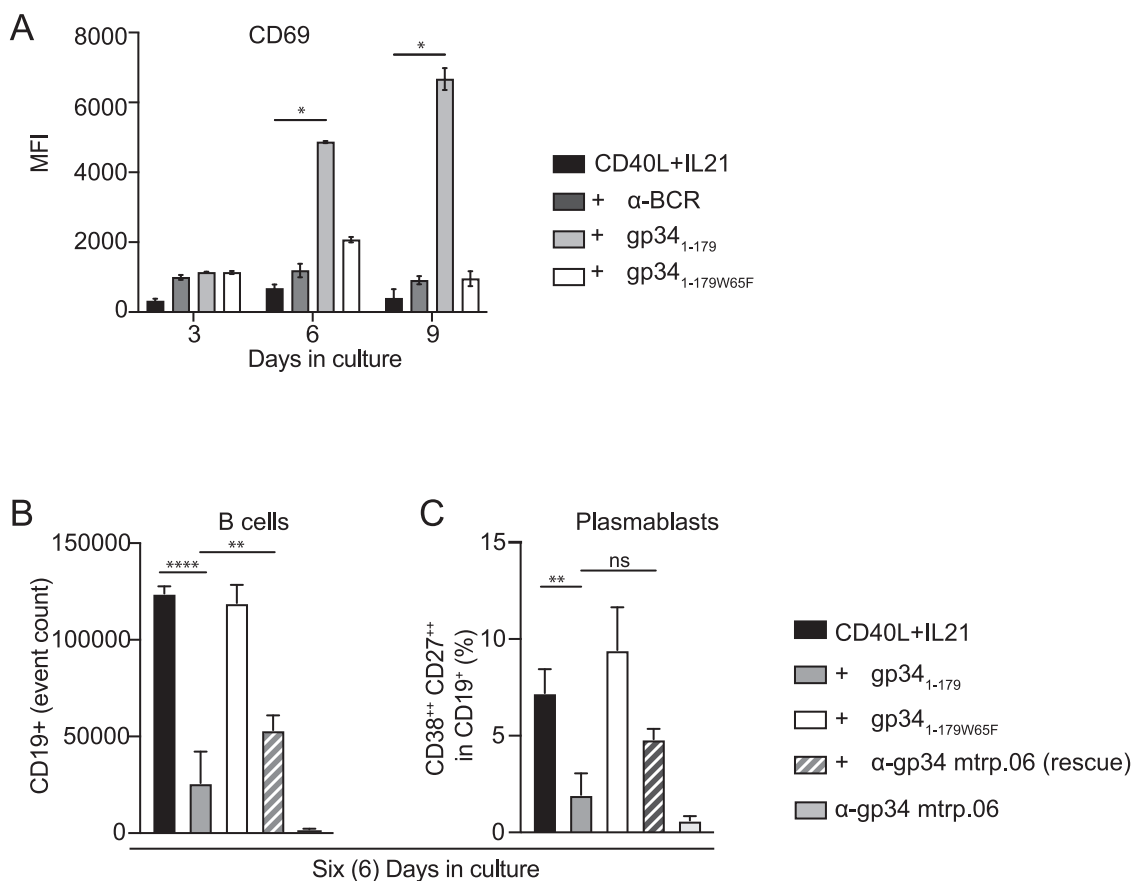 A
CD69
8000
6000
4000
2000
0
MFI
*
*
3
6
9
Days in culture
CD40L+IL21
+ α-BCR
+ gp34₁₋₁₇₉
+ gp34₁₋₁₇₉W65F
B
B cells
150000
100000
50000
0
CD19+ (event count)
****
**
C
Plasmablasts
15
10
5
0
CD38⁺⁺ CD27⁺⁺
in CD19⁺ (%)
**
ns
Six (6) Days in culture
CD40L+IL21
+ gp34₁₋₁₇₉
+ gp34₁₋₁₇₉W65F
+ α-gp34 mtrp.06 (rescue)
α-gp34 mtrp.06